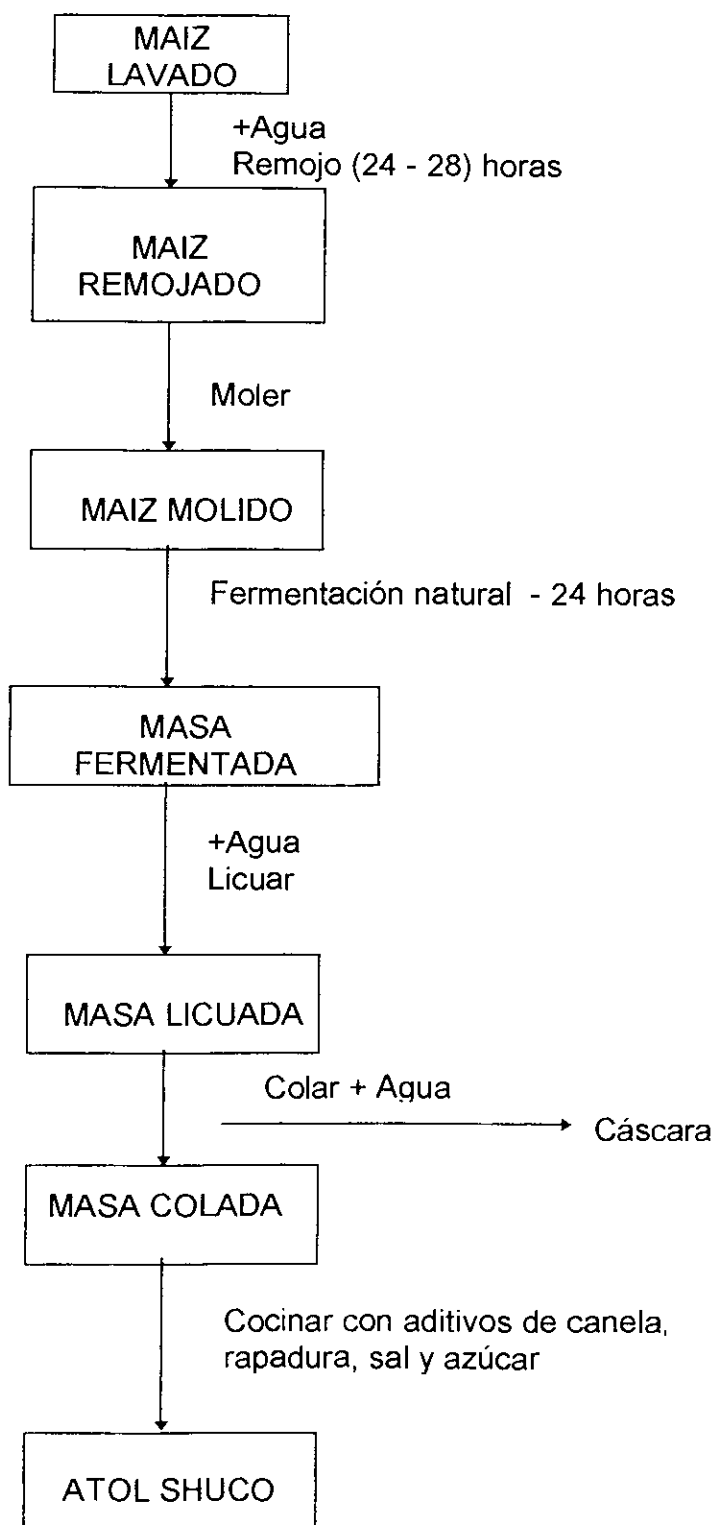 MAIZ
LAVADO
+Agua
Remojo (24 - 28) horas
MAIZ
REMOJADO
Moler
MAIZ MOLIDO
Fermentación natural - 24 horas
MASA
FERMENTADA
+Agua
Licuar
MASA LICUADA
Colar + Agua
Cáscara
MASA COLADA
Cocinar con aditivos de canela,
rapadura, sal y azúcar
ATOL SHUCO